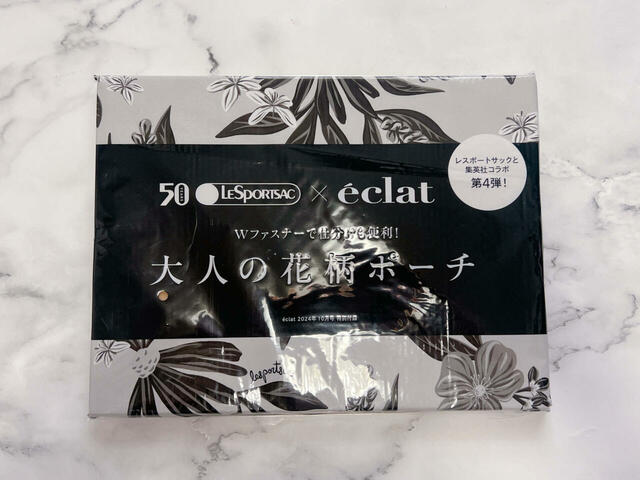 レスポートサックと
集英社コラボ
第4弾!
50 LESPORTSAC × éclat
Wファスナーで仕分けも便利!
大人の花柄ポーチ
éclat 2024年10月号 特別付録
lesports